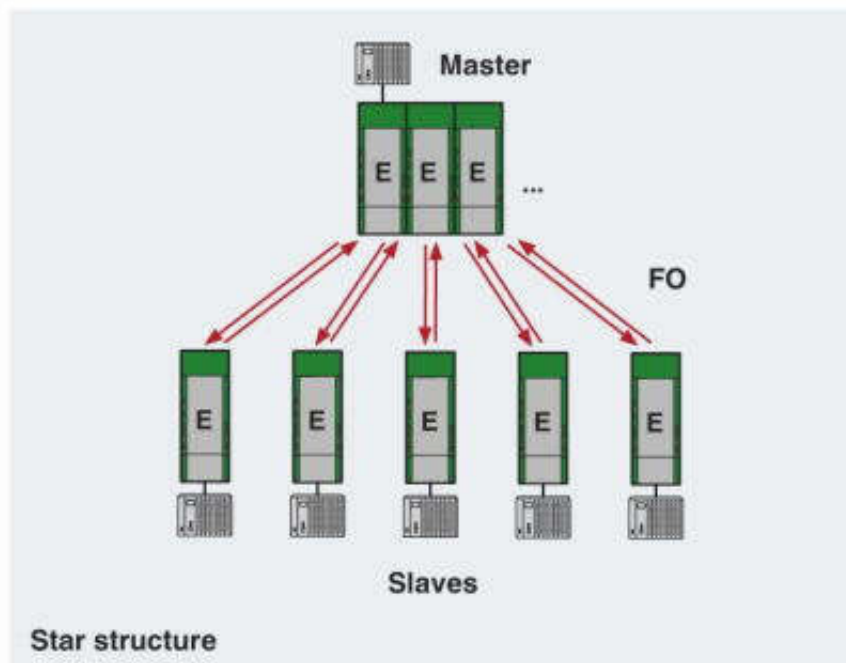 Master
E E E ...
FO
E E E E E
Slaves
Star structure